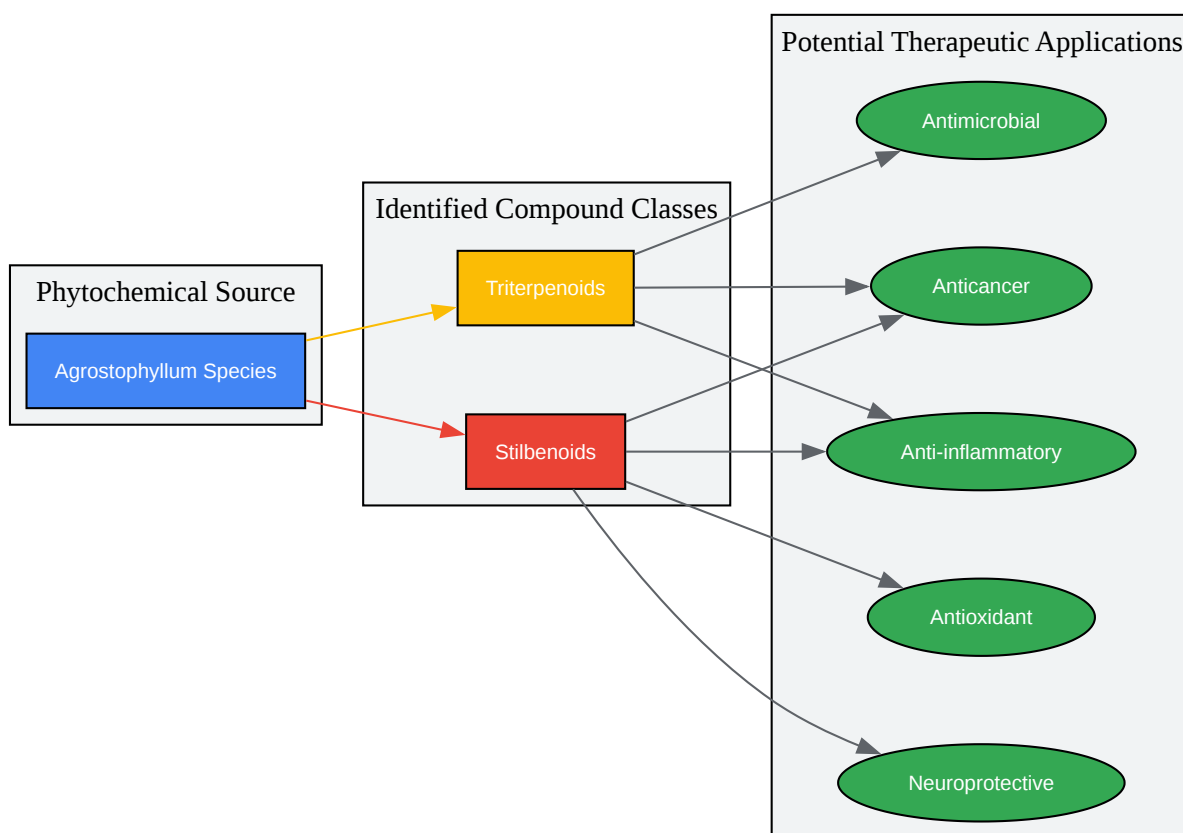 Phytochemical Source
Agrostophyllum Species
Identified Compound Classes
Triterpenoids
Stilbenoids
Potential Therapeutic Applications
Antimicrobial
Anticancer
Anti-inflammatory
Antioxidant
Neuroprotective